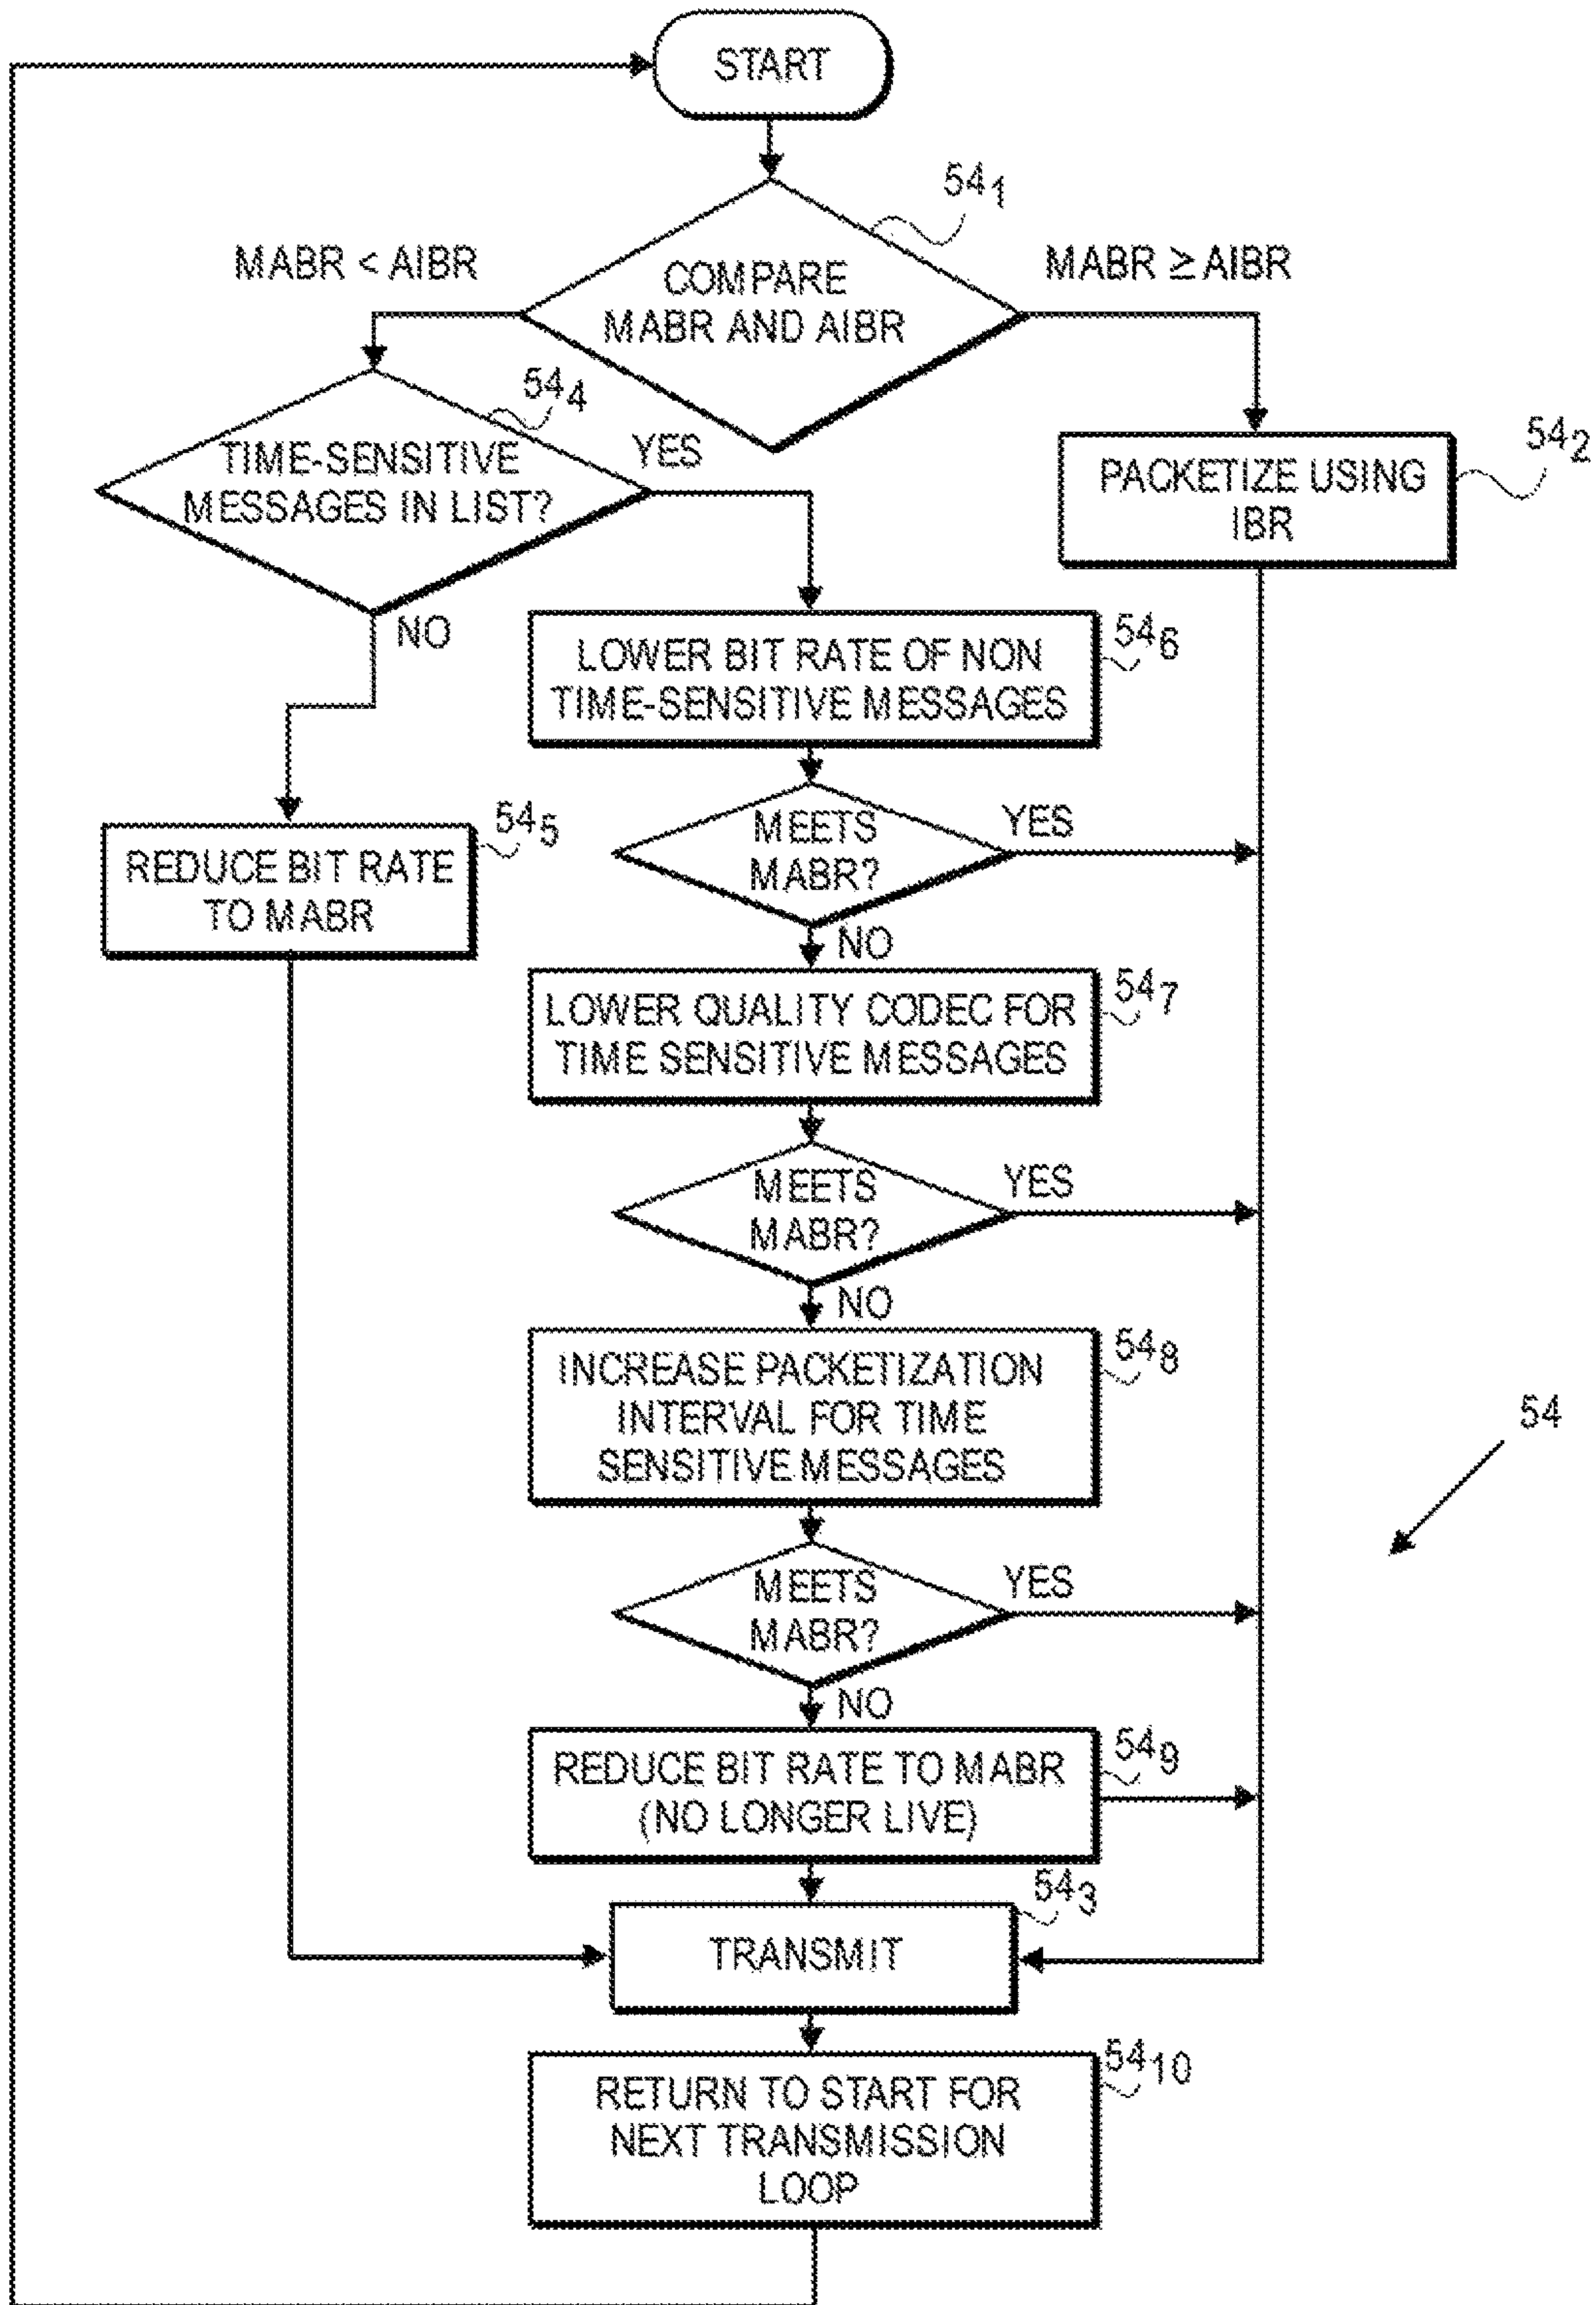 START
54₁
MABR < AIBR
COMPARE
MABR AND AIBR
MABR ≥ AIBR
54₄
TIME-SENSITIVE
MESSAGES IN LIST?
YES
NO
PACKETIZE USING
IBR
54₂
LOWER BIT RATE OF NON
TIME-SENSITIVE MESSAGES
54₆
MEETS
MABR?
YES
NO
REDUCE BIT RATE
TO MABR
54₅
LOWER QUALITY CODEC FOR
TIME SENSITIVE MESSAGES
54₇
MEETS
MABR?
YES
NO
INCREASE PACKETIZATION
INTERVAL FOR TIME
SENSITIVE MESSAGES
54₈
54
MEETS
MABR?
YES
NO
REDUCE BIT RATE TO MABR
(NO LONGER LIVE)
54₉
TRANSMIT
54₃
RETURN TO START FOR
NEXT TRANSMISSION
LOOP
54₁₀